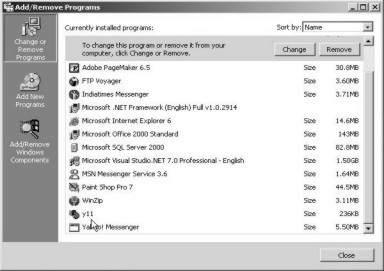 Add/Remove Programs
Change or
Remove
Programs
Add New
Programs
Add/Remove
Windows
Components
Currently installed programs:
Sort by: Name
To change this program or remove it from your
computer, click Change or Remove.
Change
Remove
Adobe PageMaker 6.5 Size 30.8MB
FTP Voyager Size 3.60MB
Indiatimes Messenger Size 3.71MB
Microsoft .NET Framework (English) Full v1.0.2914
Microsoft Internet Explorer 6 Size 14.6MB
Microsoft Office 2000 Standard Size 143MB
Microsoft SQL Server 2000 Size 82.8MB
Microsoft Visual Studio.NET 7.0 Professional - English Size 1.50GB
MSN Messenger Service 3.6 Size 1.64MB
Paint Shop Pro 7 Size 44.5MB
WinZip Size 3.11MB
y11 Size 236KB
Yahoo! Messenger Size 5.50MB
Close